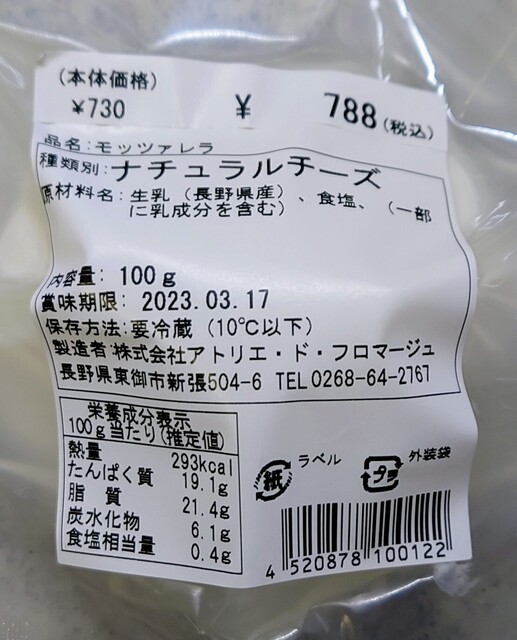 (本体価格)
¥730 ¥ 788(税込)
品名:モッツァレラ
種類別:ナチュラルチーズ
原材料名:生乳(長野県産)、食塩、(一部
に乳成分を含む)
内容量:100g
賞味期限:2023.03.17
保存方法:要冷蔵(10℃以下)
製造者:株式会社アトリエ・ド・フロマージュ
長野県東御市新張504-6 TEL0268-64-2767
栄養成分表示
100g当たり(推定値)
熱量 293kcal
たんぱく質 19.1g
脂質 21.4g
炭水化物 6.1g
食塩相当量 0.4g
紙 ラベル プラ 外装袋
4 520878 100122